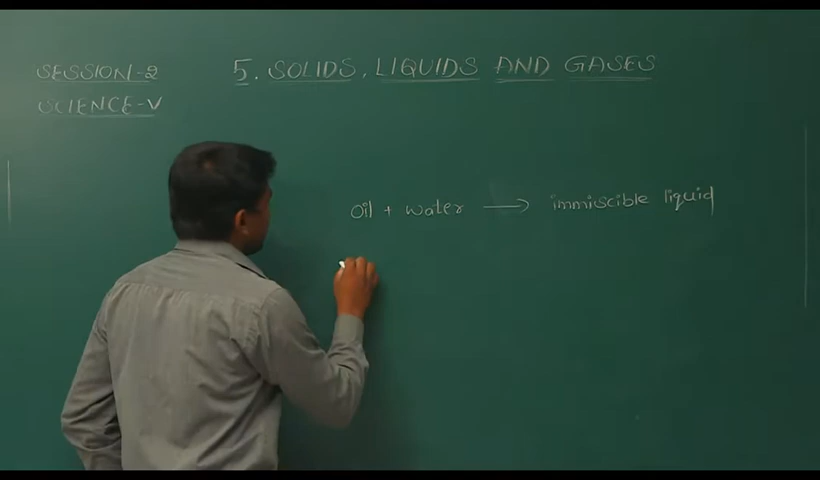 SESSION-2
SCIENCE-V
5. SOLIDS, LIQUIDS AND GASES
Oil + water → immiscible liquid